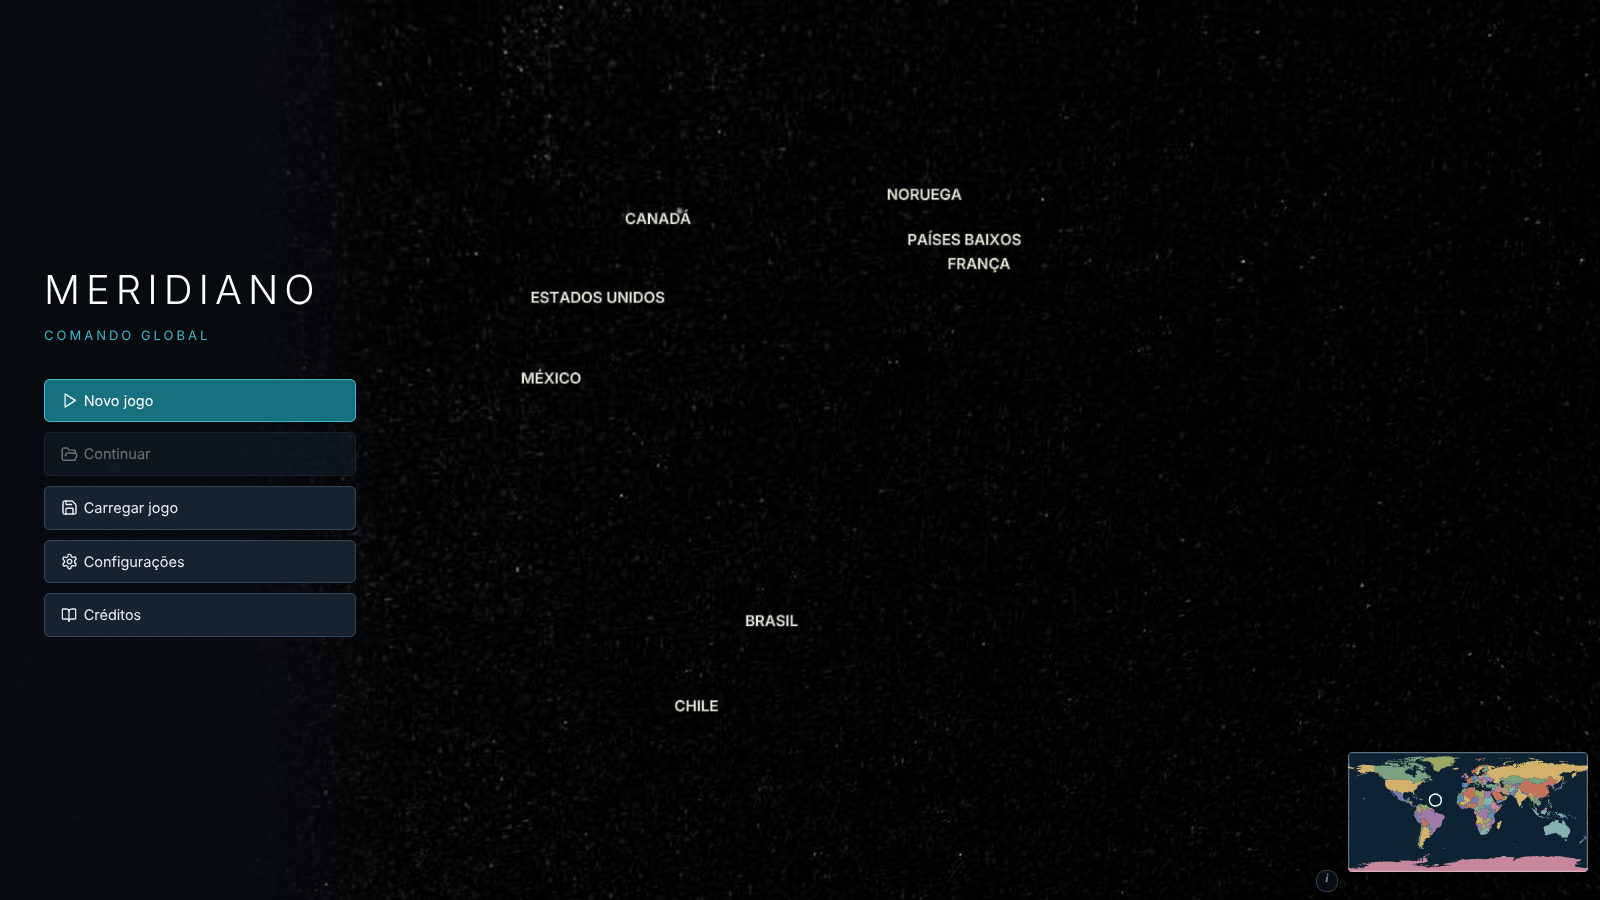 MERIDIANO
COMANDO GLOBAL
Novo jogo
Continuar
Carregar jogo
Configurações
Créditos
NORUEGA
CANADÁ
PAÍSES BAIXOS
FRANÇA
ESTADOS UNIDOS
MÉXICO
BRASIL
CHILE
i